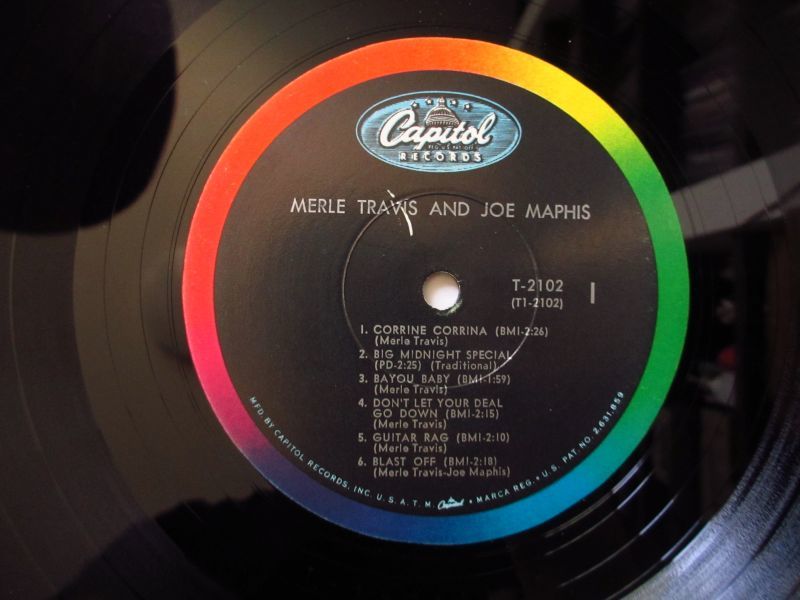 Capitol
REG. U.S. PAT. OFF.
RECORDS
MERLE TRAVIS AND JOE MAPHIS
T-2102
(T1-2102)
1
1. CORRINE CORRINA (BMI-2:26)
(Merle Travis)
2. BIG MIDNIGHT SPECIAL
(PD-2:25) (Traditional)
3. BAYOU BABY (BMI-1:59)
(Merle Travis)
4. DON'T LET YOUR DEAL
GO DOWN (BMI-2:15)
(Merle Travis)
5. GUITAR RAG (BMI-2:10)
(Merle Travis)
6. BLAST OFF (BMI-2:18)
(Merle Travis-Joe Maphis)
MFD. BY CAPITOL RECORDS, INC. U. S. A. T. M. Capitol • MARCA REG. • U. S. PAT. NO. 2,631,859